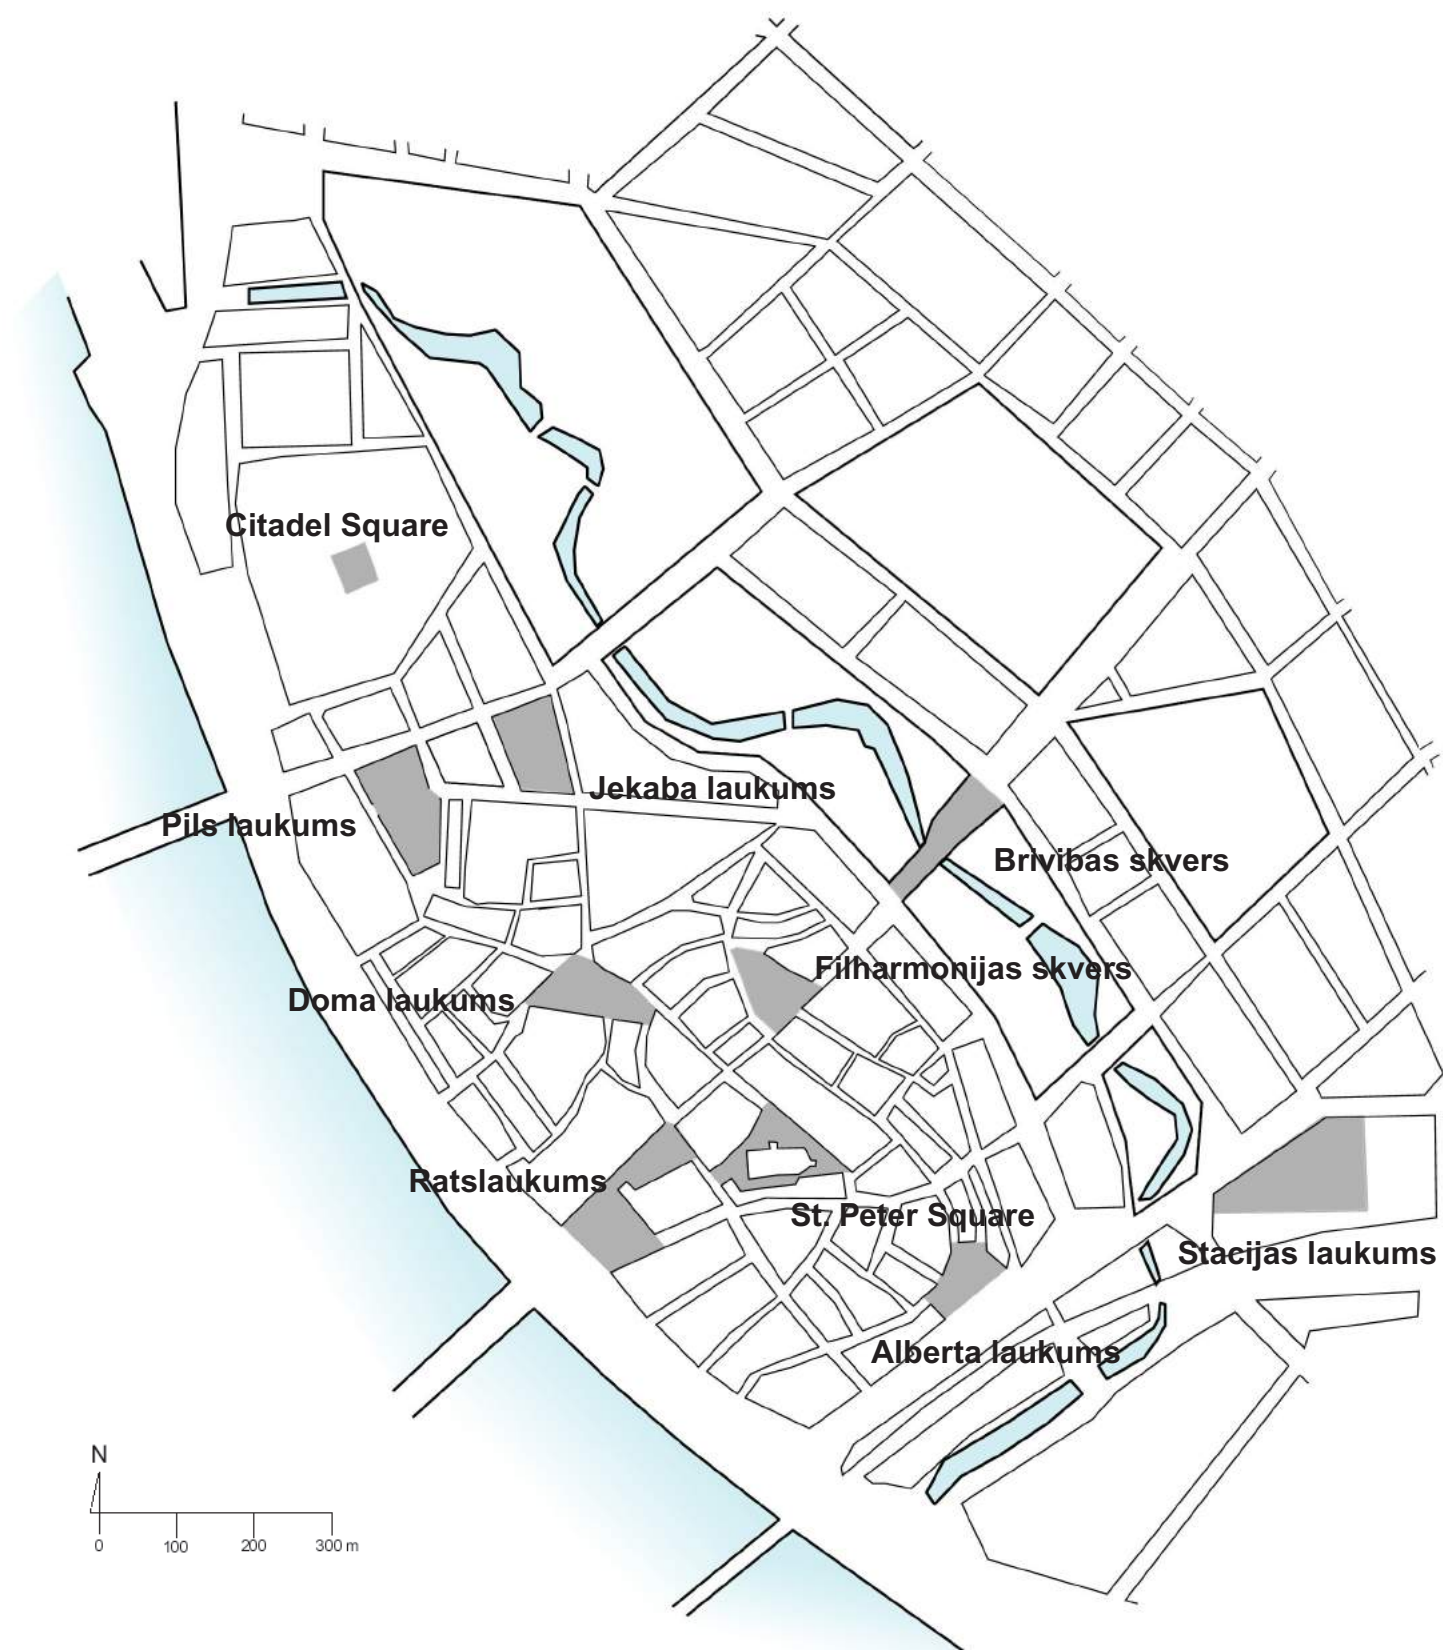 Citadel Square
Jekaba laukums
Pils laukums
Brivibas skvers
Filharmonijas skvers
Doma laukums
Ratslaukums
St. Peter Square
Stacijas laukums
Alberta laukums
N
0 100 200 300 m